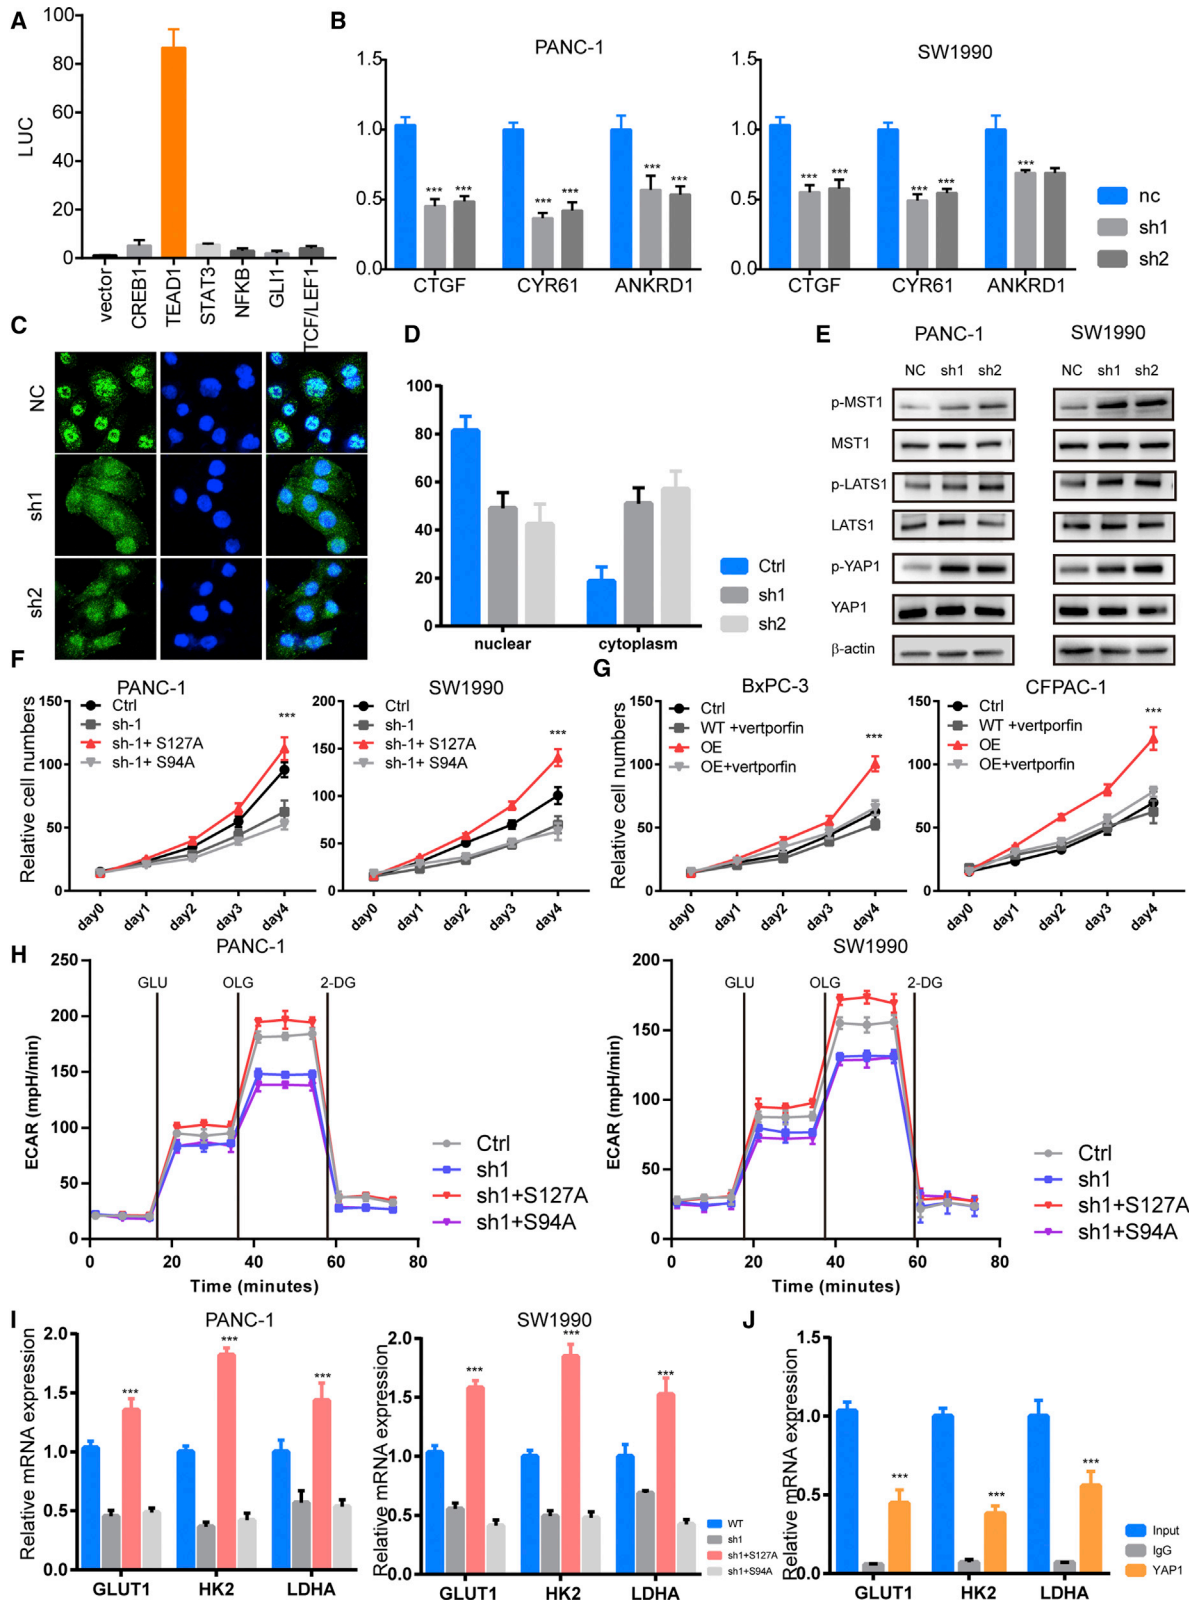 A
LUC
100
80
60
40
20
0
vector
CREB1
TEAD1
STAT3
NFKB
GLI1
TCF/LEF1
B
PANC-1
1.5
1.0
0.5
0.0
*** ***
*** ***
*** ***
CTGF CYR61 ANKRD1
SW1990
1.5
1.0
0.5
0.0
*** ***
*** ***
***
CTGF CYR61 ANKRD1
nc
sh1
sh2
C
NC
sh1
sh2
D
100
80
60
40
20
0
nuclear cytoplasm
Ctrl
sh1
sh2
E
PANC-1 SW1990
NC sh1 sh2 NC sh1 sh2
p-MST1
MST1
p-LATS1
LATS1
p-YAP1
YAP1
β-actin
F
PANC-1
Relative cell numbers
150
100
50
0
Ctrl
sh-1
sh-1+ S127A
sh-1+ S94A
***
day0 day1 day2 day3 day4
SW1990
200
150
100
50
0
Ctrl
sh-1
sh-1+ S127A
sh-1+ S94A
***
day0 day1 day2 day3 day4
G
BxPC-3
Relative cell numbers
150
100
50
0
Ctrl
WT +vertporfin
OE
OE+vertporfin
***
day0 day1 day2 day3 day4
CFPAC-1
150
100
50
0
Ctrl
WT +vertporfin
OE
OE+vertporfin
***
day0 day1 day2 day3 day4
H
PANC-1
ECAR (mpH/min)
250
200
150
100
50
0
GLU OLG 2-DG
0 20 40 60 80
Time (minutes)
Ctrl
sh1
sh1+S127A
sh1+S94A
SW1990
ECAR (mpH/min)
200
150
100
50
0
GLU OLG 2-DG
0 20 40 60 80
Time (minutes)
Ctrl
sh1
sh1+S127A
sh1+S94A
I
PANC-1
Relative mRNA expression
2.0
1.5
1.0
0.5
0.0
*** *** ***
GLUT1 HK2 LDHA
SW1990
Relative mRNA expression
2.0
1.5
1.0
0.5
0.0
*** *** ***
GLUT1 HK2 LDHA
WT
sh1
sh1+S127A
sh1+S94A
J
Relative mRNA expression
1.5
1.0
0.5
0.0
*** *** ***
GLUT1 HK2 LDHA
Input
IgG
YAP1